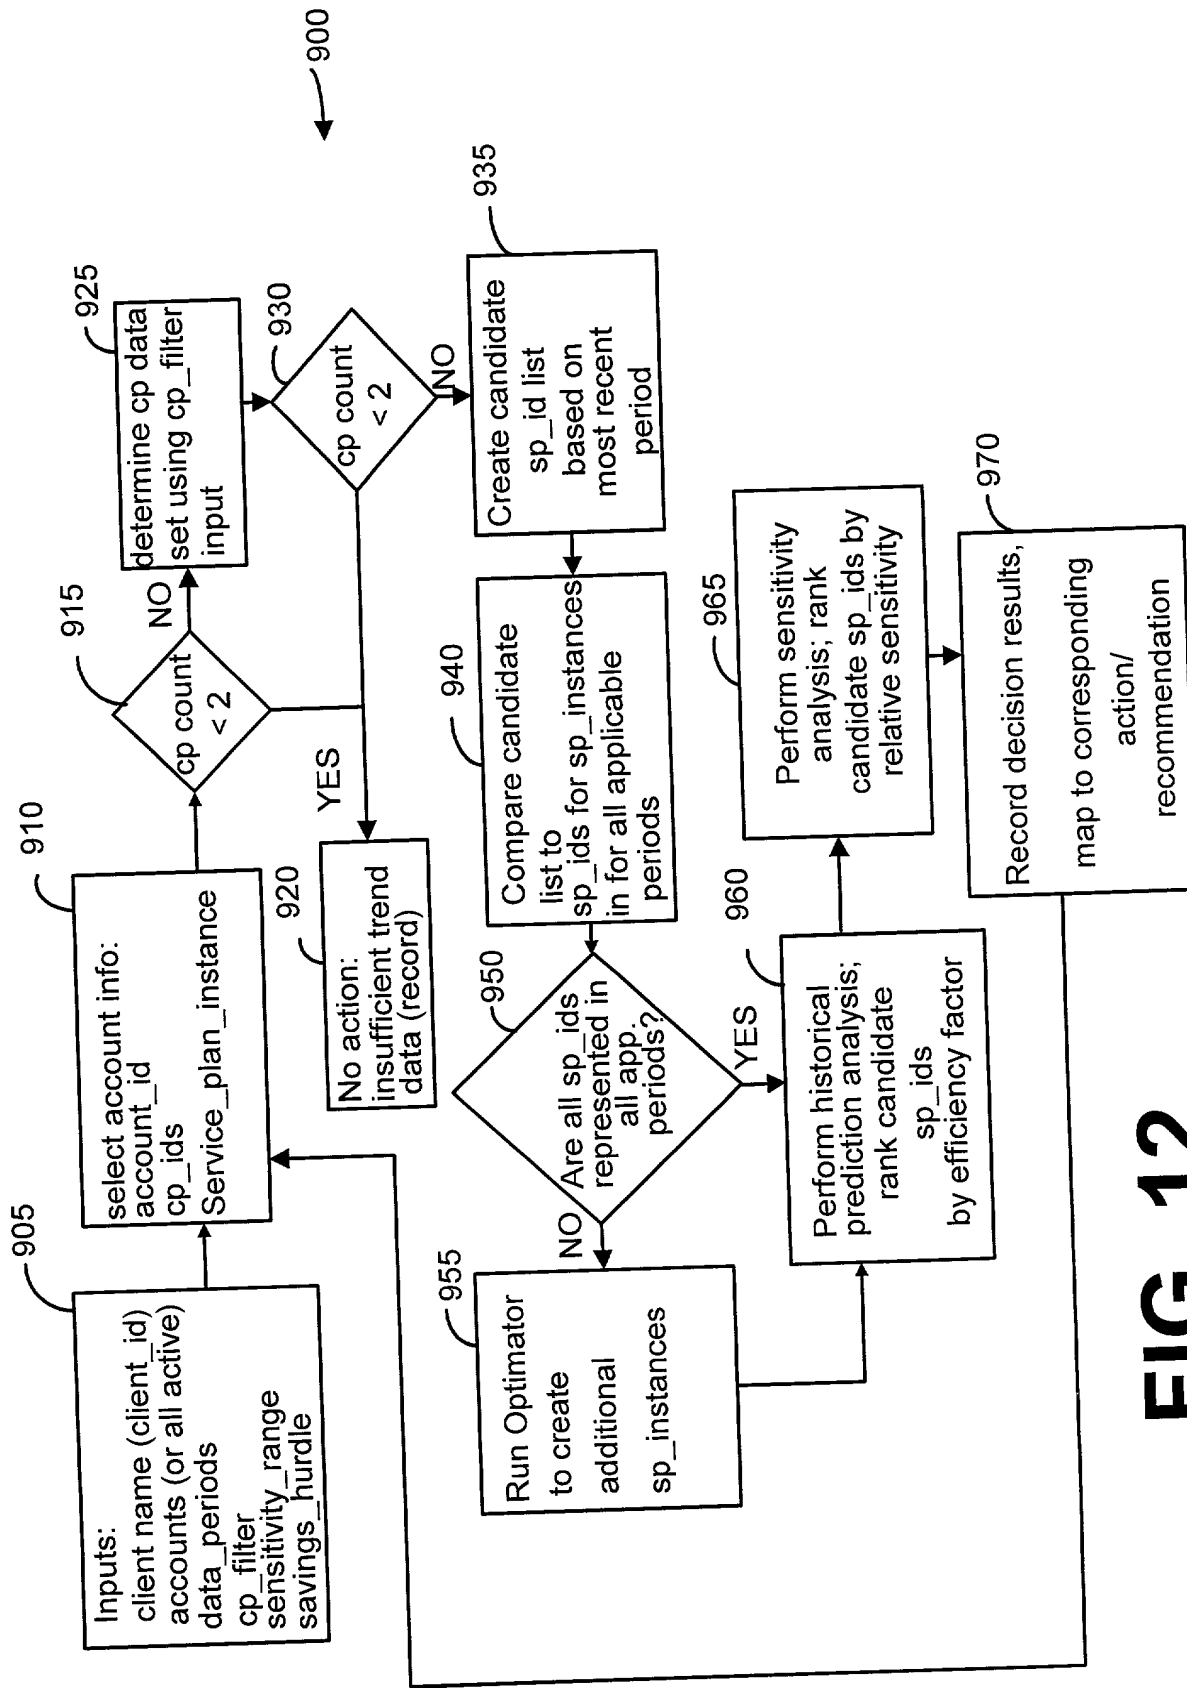 905
Inputs:
client name (client_id)
accounts (or all active)
data_periods
cp_filter
sensitivity_range
savings_hurdle
910
select account info:
account_id
cp_ids
Service_plan_instance
915
cp count
< 2
NO
YES
920
No action:
insufficient trend
data (record)
925
determine cp data
set using cp_filter
input
930
cp count
< 2
NO
900
935
Create candidate
sp_id list
based on
most recent
period
940
Compare candidate
list to
sp_ids for sp_instances
in for all applicable
periods
950
Are all sp_ids
represented in
all app.
periods?
NO
YES
955
Run Optimator
to create
additional
sp_instances
960
Perform historical
prediction analysis;
rank candidate
sp_ids
by efficiency factor
965
Perform sensitivity
analysis; rank
candidate sp_ids by
relative sensitivity
970
Record decision results,
map to corresponding
action/
recommendation
FIG. 12